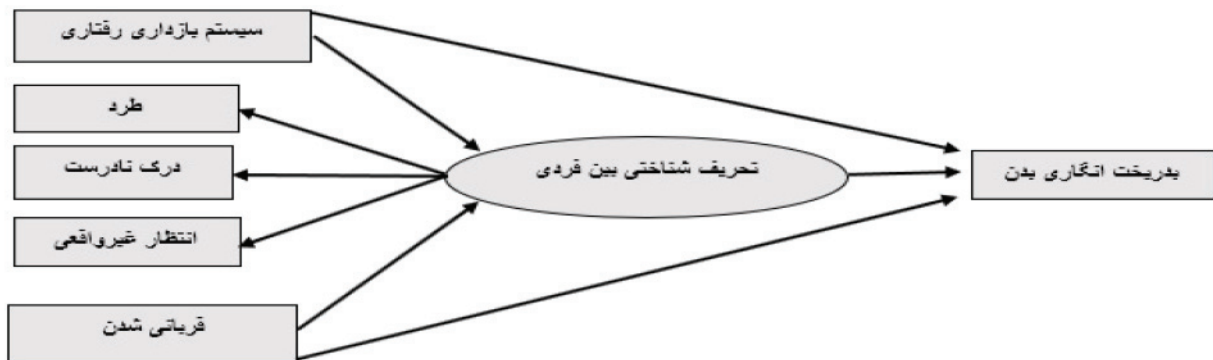 سیستم بازداری رفتاری
طرد
درک نادرست
انتظار غیرواقعی
قربانی شدن
تحریف شناختی بین فردی
بدریخت انگاری بدن